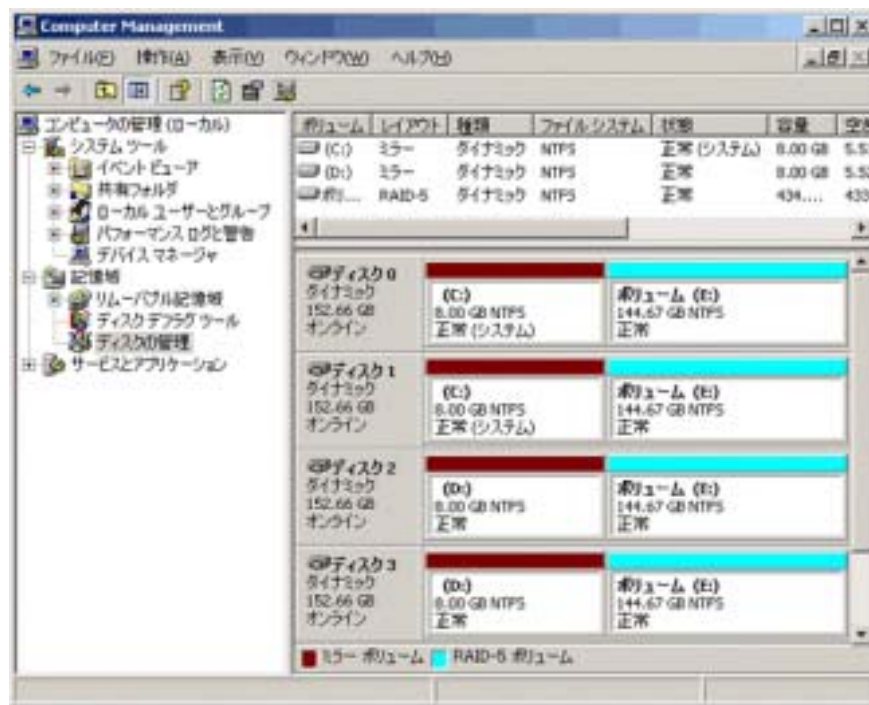 Computer Management
ファイル(F) 操作(A) 表示(V) ウィンドウ(W) ヘルプ(H)
コンピュータの管理 (ローカル)
システム ツール
イベント ビューア
共有フォルダ
ローカル ユーザーとグループ
パフォーマンス ログと警告
デバイス マネージャ
記憶域
リムーバブル記憶域
ディスク デフラグ ツール
ディスクの管理
サービスとアプリケーション
ボリューム レイアウト 種類 ファイル システム 状態 容量 空き
(C:) ミラー ダイナミック NTFS 正常 (システム) 8.00 GB 5.5
(D:) ミラー ダイナミック NTFS 正常 8.00 GB 5.5
ボリ... RAID-5 ダイナミック NTFS 正常 434.... 433
ディスク 0
ダイナミック
152.66 GB
オンライン
(C:)
8.00 GB NTFS
正常 (システム)
ボリューム (E:)
144.67 GB NTFS
正常
ディスク 1
ダイナミック
152.66 GB
オンライン
(C:)
8.00 GB NTFS
正常 (システム)
ボリューム (E:)
144.67 GB NTFS
正常
ディスク 2
ダイナミック
152.66 GB
オンライン
(D:)
8.00 GB NTFS
正常
ボリューム (E:)
144.67 GB NTFS
正常
ディスク 3
ダイナミック
152.66 GB
オンライン
(D:)
8.00 GB NTFS
正常
ボリューム (E:)
144.67 GB NTFS
正常
ミラー ボリューム RAID-5 ボリューム